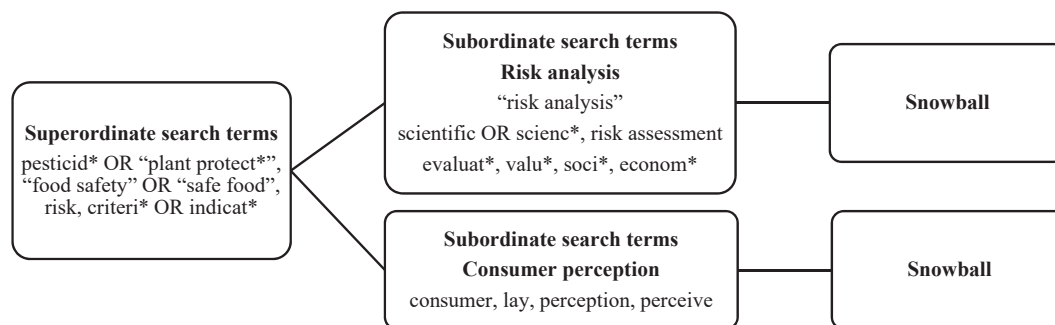 Superordinate search terms
pesticid* OR “plant protect*”,
“food safety” OR “safe food”,
risk, criteri* OR indicat*
Subordinate search terms
Risk analysis
“risk analysis”
scientific OR scienc*, risk assessment
evaluat*, valu*, soci*, econom*
Snowball
Subordinate search terms
Consumer perception
consumer, lay, perception, perceive
Snowball